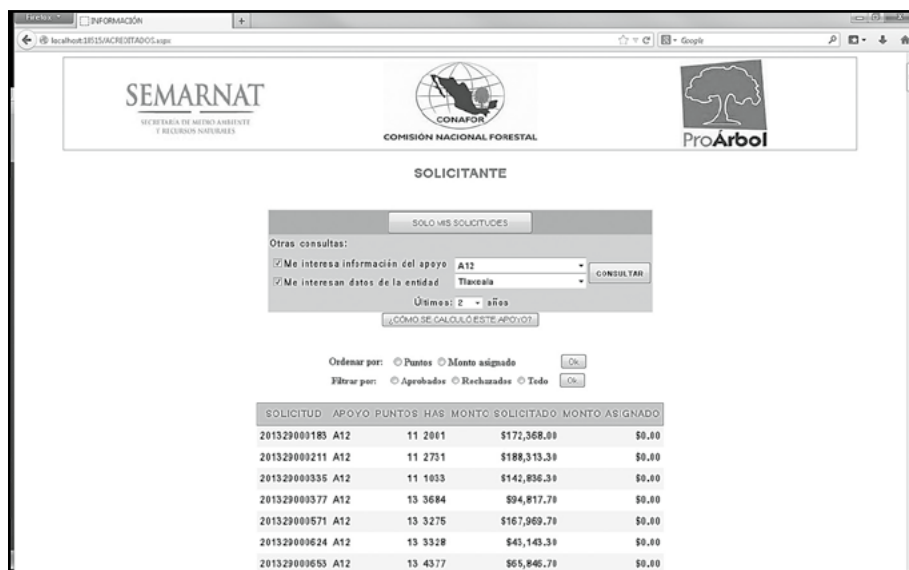 Firefox
INFORMACIÓN
+
localhost:18515/ACREDITADOS.aspx
Google
SEMARNAT
SECRETARÍA DE MEDIO AMBIENTE
Y RECURSOS NATURALES
CONAFOR
COMISIÓN NACIONAL FORESTAL
ProÁrbol
SOLICITANTE
SOLO MIS SOLICITUDES
Otras consultas:
Me interesa información del apoyo A12
Me interesan datos de la entidad Tlaxcala
CONSULTAR
Últimos: 2 años
¿CÓMO SE CALCULÓ ESTE APOYO?
Ordenar por: Puntos Monto asignado Ok
Filtrar por: Aprobados Rechazados Todo Ok
SOLICITUD APOYO PUNTOS HAS MONTO SOLICITADO MONTO ASIGNADO
201329000183 A12 11 2001 $172,368.00 $0.00
201329000211 A12 11 2731 $188,313.30 $0.00
201329000335 A12 11 1033 $142,836.30 $0.00
201329000377 A12 13 3684 $94,817.70 $0.00
201329000571 A12 13 3275 $167,969.70 $0.00
201329000624 A12 13 3328 $43,143.30 $0.00
201329000653 A12 13 4377 $65,846.70 $0.00